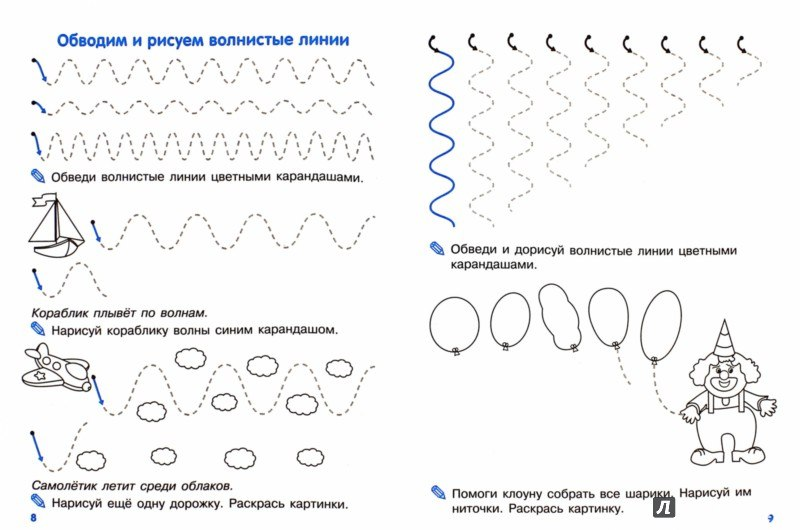 Обводим и рисуем волнистые линии
Обведи волнистые линии цветными карандашами.
Кораблик плывёт по волнам.
Нарисуй кораблику волны синим карандашом.
Самолётик летит среди облаков.
Нарисуй ещё одну дорожку. Раскрась картинки.
8
Обведи и дорисуй волнистые линии цветными
карандашами.
Помоги клоуну собрать все шарики. Нарисуй им
ниточки. Раскрась картинку.
Л
9